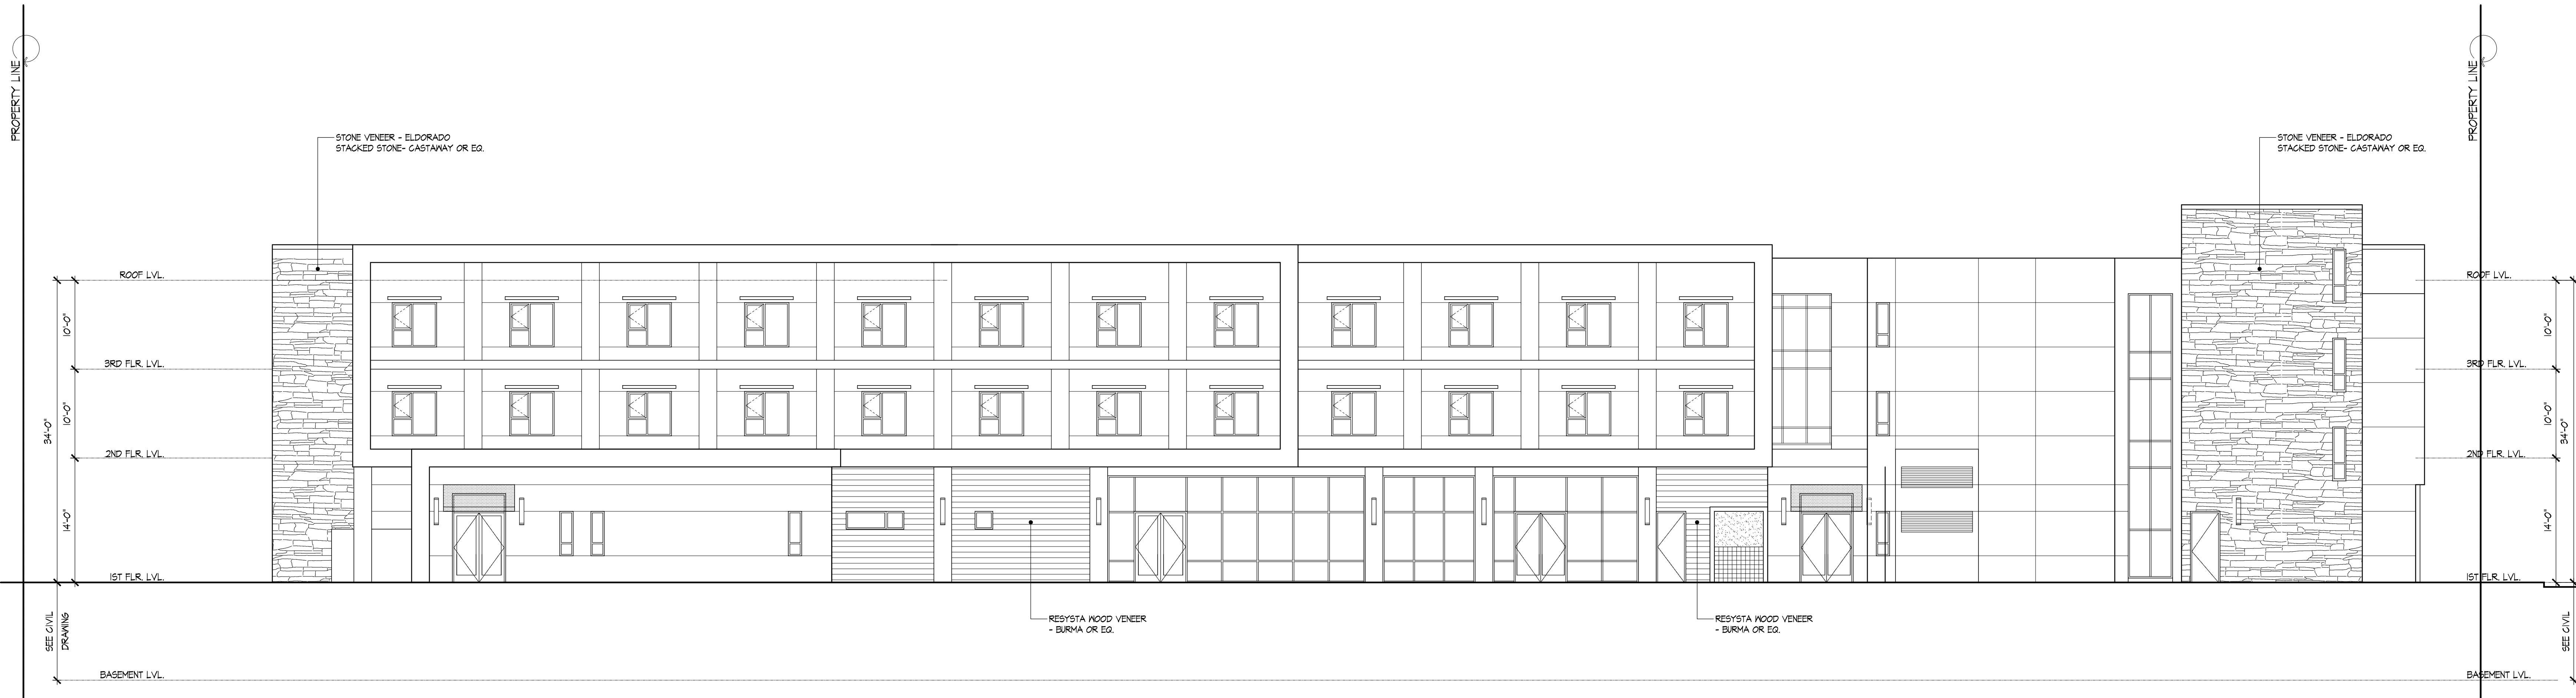 PROPERTY LINE
PROPERTY LINE
STONE VENEER - ELDORADO
STACKED STONE- CASTAWAY OR EQ.
STONE VENEER - ELDORADO
STACKED STONE- CASTAWAY OR EQ.
ROOF LVL.
ROOF LVL.
10'-0"
10'-0"
3RD FLR. LVL.
3RD FLR. LVL.
34'-0"
10'-0"
10'-0"
34'-0"
2ND FLR. LVL.
2ND FLR. LVL.
14'-0"
14'-0"
1ST FLR. LVL.
1ST FLR. LVL.
SEE CIVIL
DRAWING
RESYSTA WOOD VENEER
- BURMA OR EQ.
RESYSTA WOOD VENEER
- BURMA OR EQ.
SEE CIVIL
BASEMENT LVL.
BASEMENT LVL.